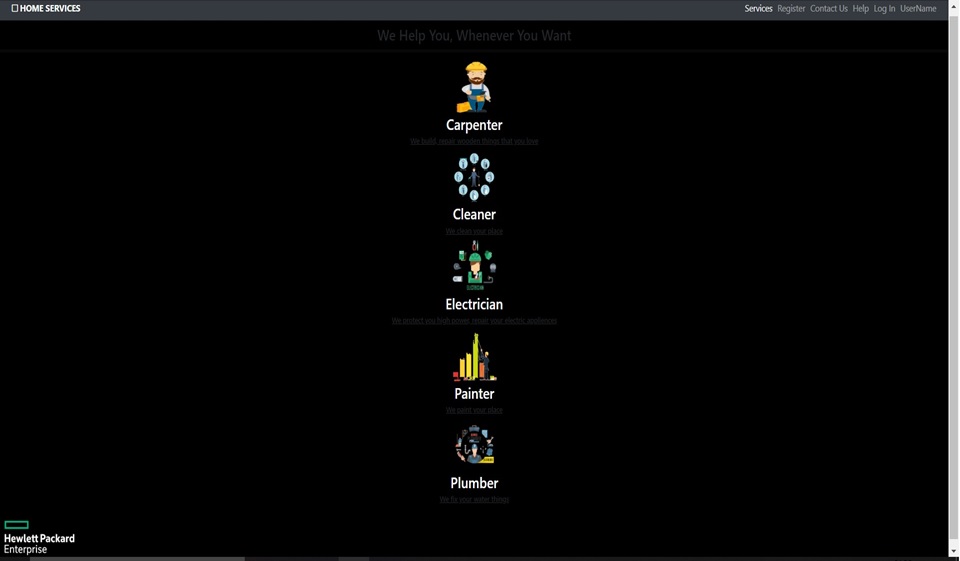 HOME SERVICES
Services Register Contact Us Help Log In UserName
We Help You, Whenever You Want
Carpenter
We build, repair wooden things that you love
Cleaner
We clean your place
ELECTRICIAN
Electrician
We protect you high power, repair your electric appliances
Painter
We paint your place
Plumber
We fix your water things
Hewlett Packard
Enterprise